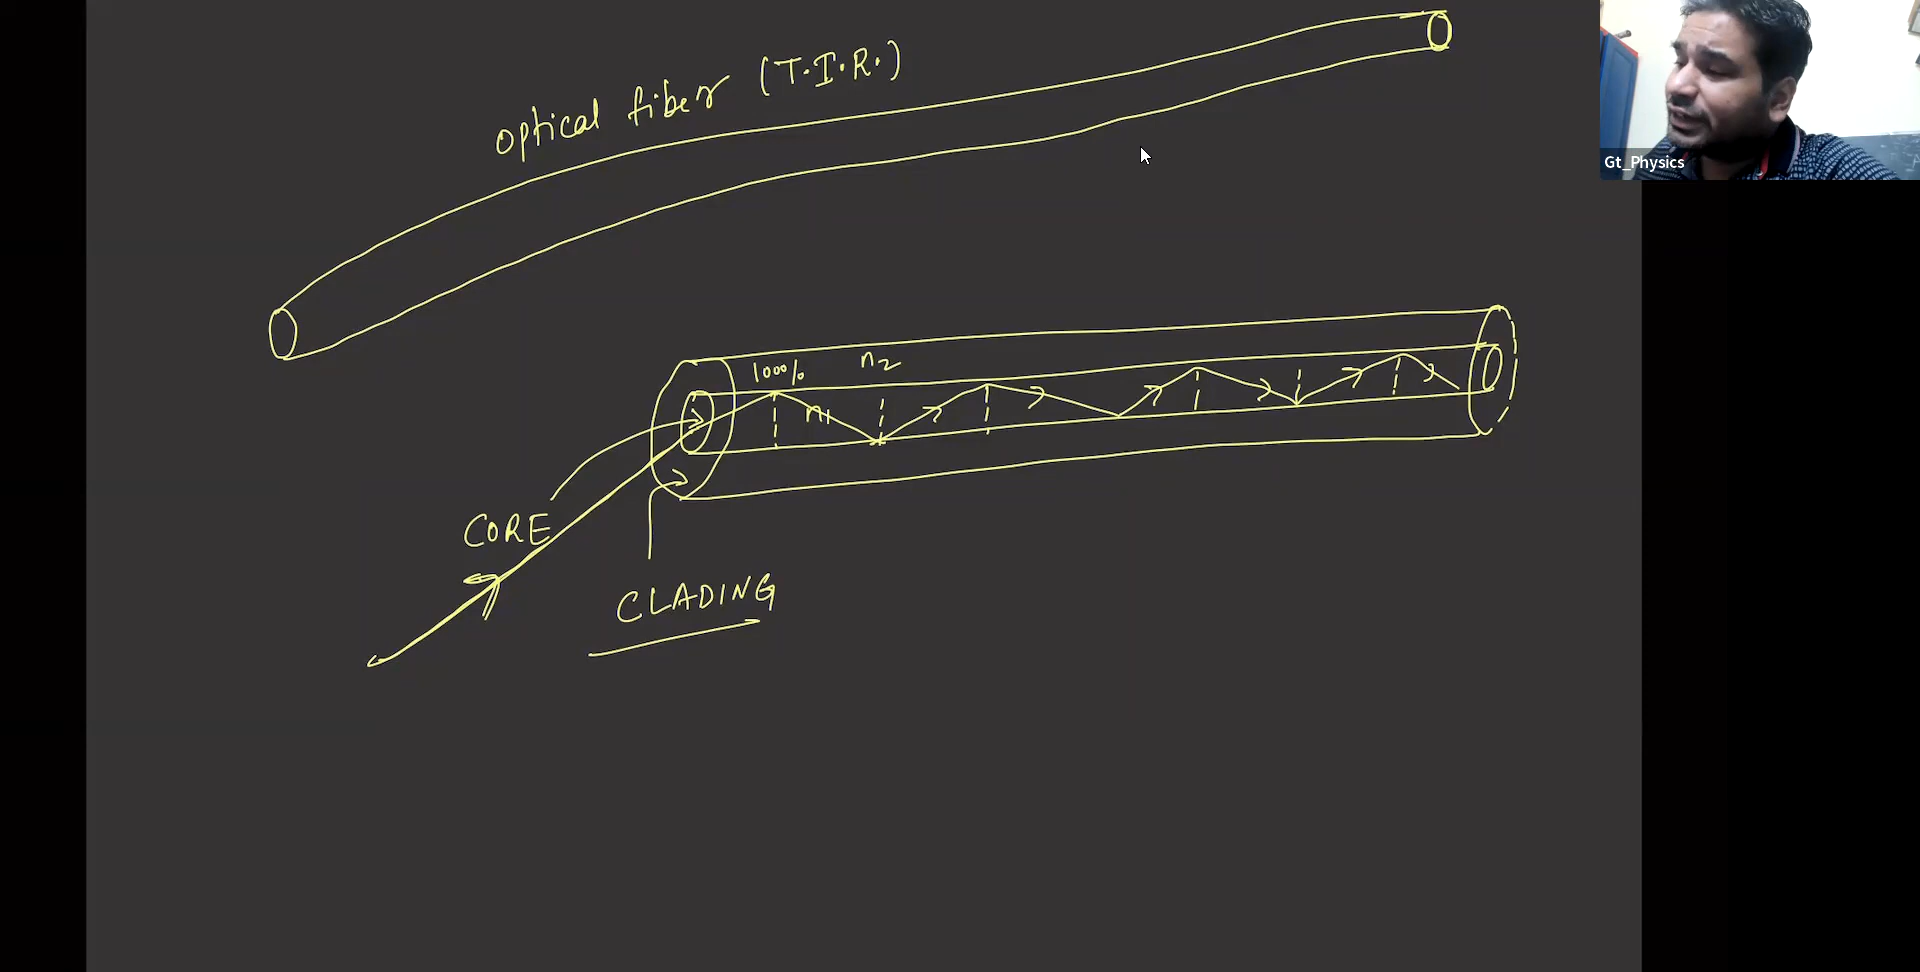 optical fiber (T.I.R.)
Gt_Physics
100% n2
n1
CORE
CLADING